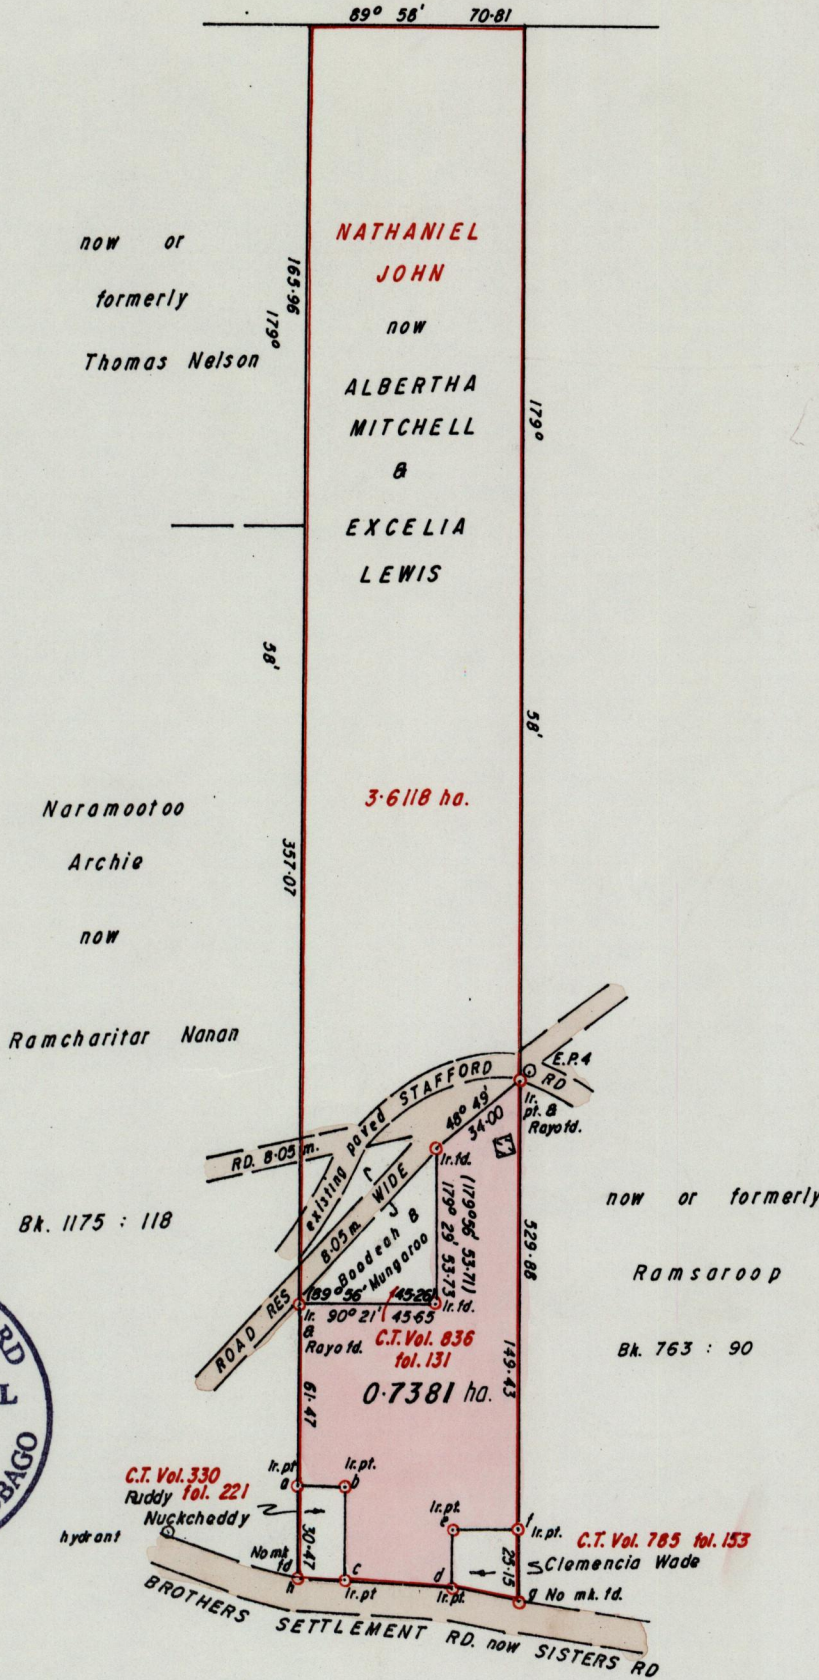 89° 58' 70·81
now or
formerly
Thomas Nelson
165·96
179°
NATHANIEL
JOHN
now
ALBERTHA
MITCHELL
&
EXCELIA
LEWIS
179°
58'
58'
3·6118 ha.
357·07
Naramootoo
Archie
now
Ramcharitar Nanan
Bk. 1175 : 118
E.P. 4
existing paved STAFFORD RD
RD. 8·05 m.
ROAD RES 8·05 m. WIDE
48° 49'
34·00
Ir.
pt. &
Rayo fd.
Ir. fd.
(179° 56' 53·71)
179° 29' 53·73
Boodeah &
Mungaroo
(89° 56' 45·26)
90° 21' 45·65
Ir. fd.
Ir.
&
Rayo fd.
C.T. Vol. 836
fol. 131
0·7381 ha.
now or formerly
Ramsaroop
Bk. 763 : 90
529·88
149·43
61·47
C.T. Vol. 330
fol. 221
Ruddy
Nuckcheddy
hydrant
Ir. pt.
a
Ir. pt.
b
30·47
No mk
fd
h
c
Ir. pt
Ir. pt.
e
d
Ir. pt.
f
Ir. pt.
25·15
C.T. Vol. 785 fol. 153
Clemencia Wade
g No mk. fd.
BROTHERS SETTLEMENT RD. now SISTERS RD
RD
L
BAGO